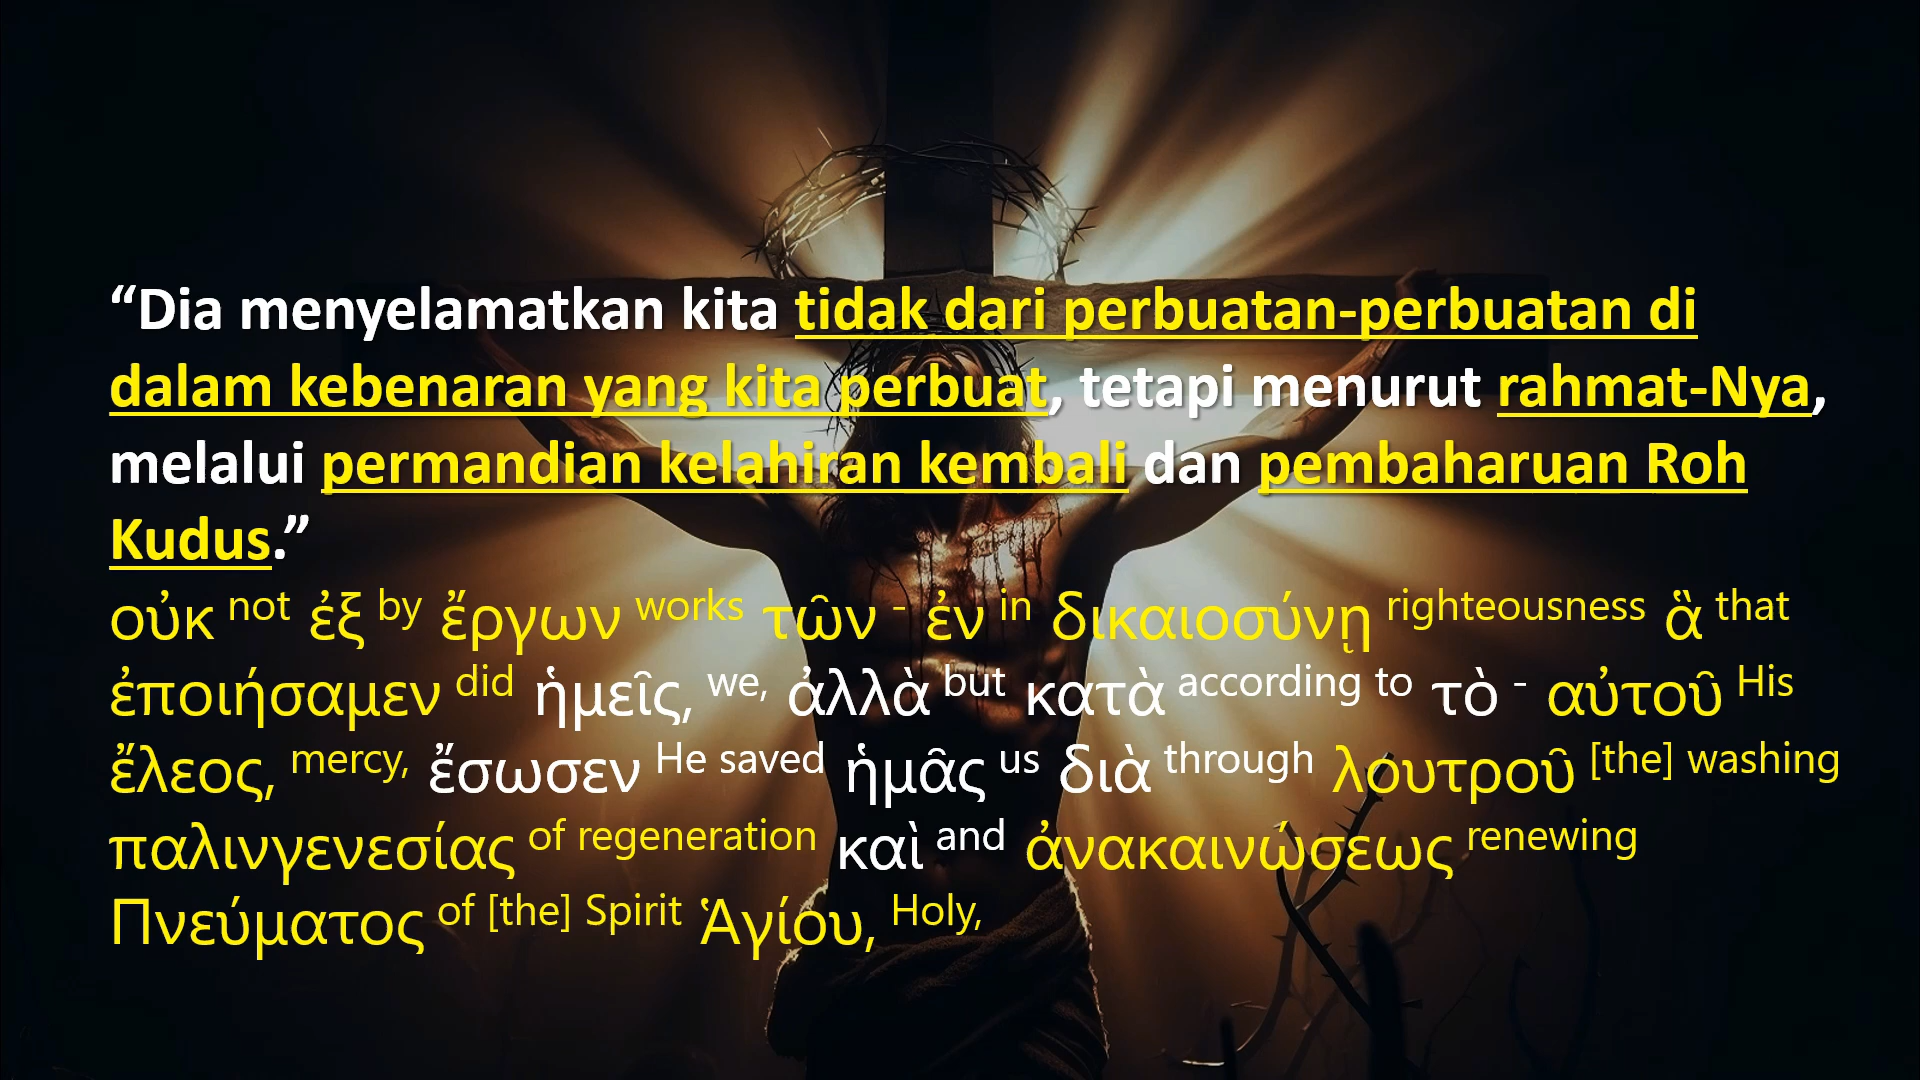 “Dia menyelamatkan kita tidak dari perbuatan-perbuatan di
dalam kebenaran yang kita perbuat, tetapi menurut rahmat-Nya,
melalui permandian kelahiran kembali dan pembaharuan Roh
Kudus.”
οὐκ not ἐξ by ἔργων works τῶν - ἐν in δικαιοσύνῃ righteousness ἃ that
ἐποιήσαμεν did ἡμεῖς, we, ἀλλὰ but κατὰ according to τὸ - αὐτοῦ His
ἔλεος, mercy, ἔσωσεν He saved ἡμᾶς us διὰ through λουτροῦ [the] washing
παλινγενεσίας of regeneration καὶ and ἀνακαινώσεως renewing
Πνεύματος of [the] Spirit Ἁγίου, Holy,